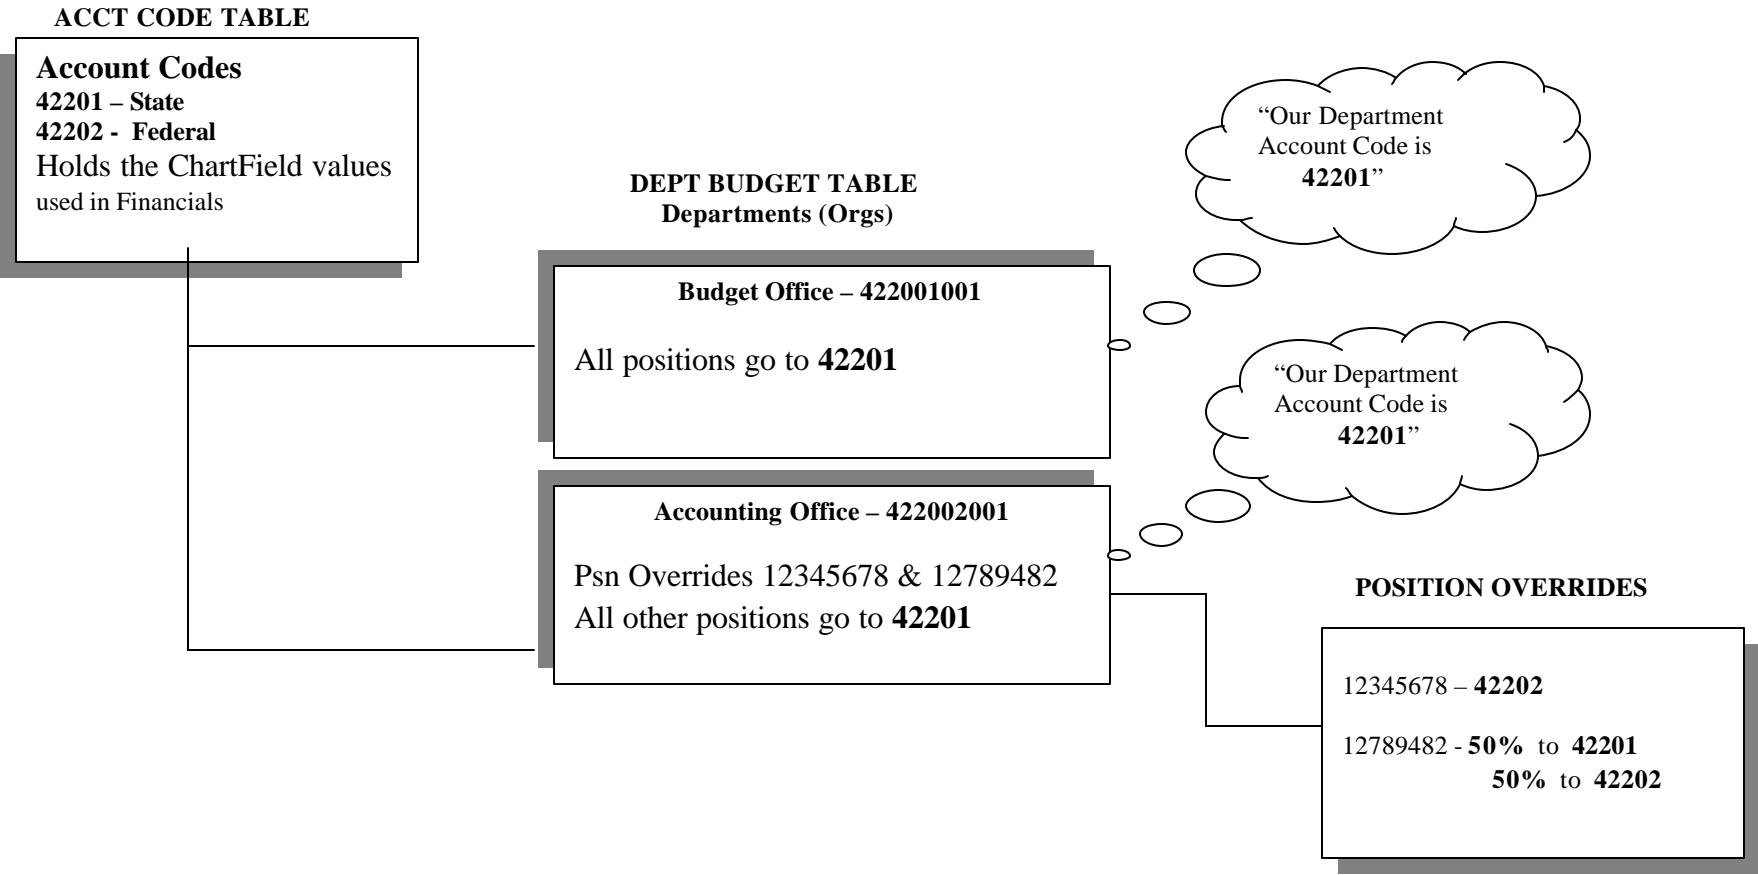 ACCT CODE TABLE
Account Codes
42201 – State
42202 - Federal
Holds the ChartField values
used in Financials
DEPT BUDGET TABLE
Departments (Orgs)
Budget Office – 422001001
All positions go to 42201
“Our Department
Account Code is
42201”
Accounting Office – 422002001
Psn Overrides 12345678 & 12789482
All other positions go to 42201
“Our Department
Account Code is
42201”
POSITION OVERRIDES
12345678 – 42202
12789482 - 50% to 42201
50% to 42202